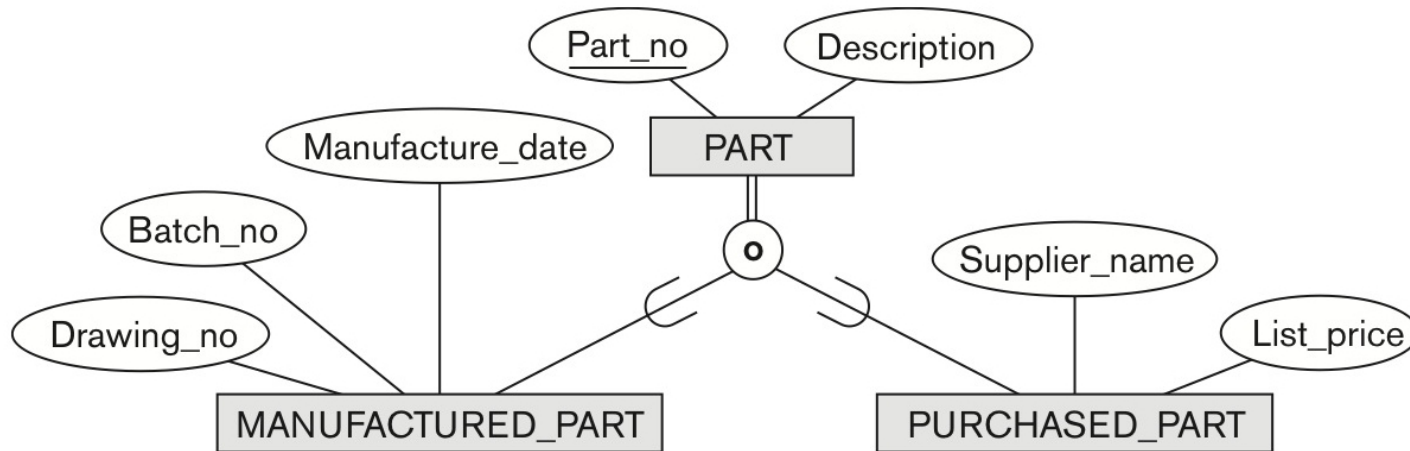 Part_no
Description
Manufacture_date
PART
Batch_no
o
Supplier_name
Drawing_no
List_price
MANUFACTURED_PART
PURCHASED_PART